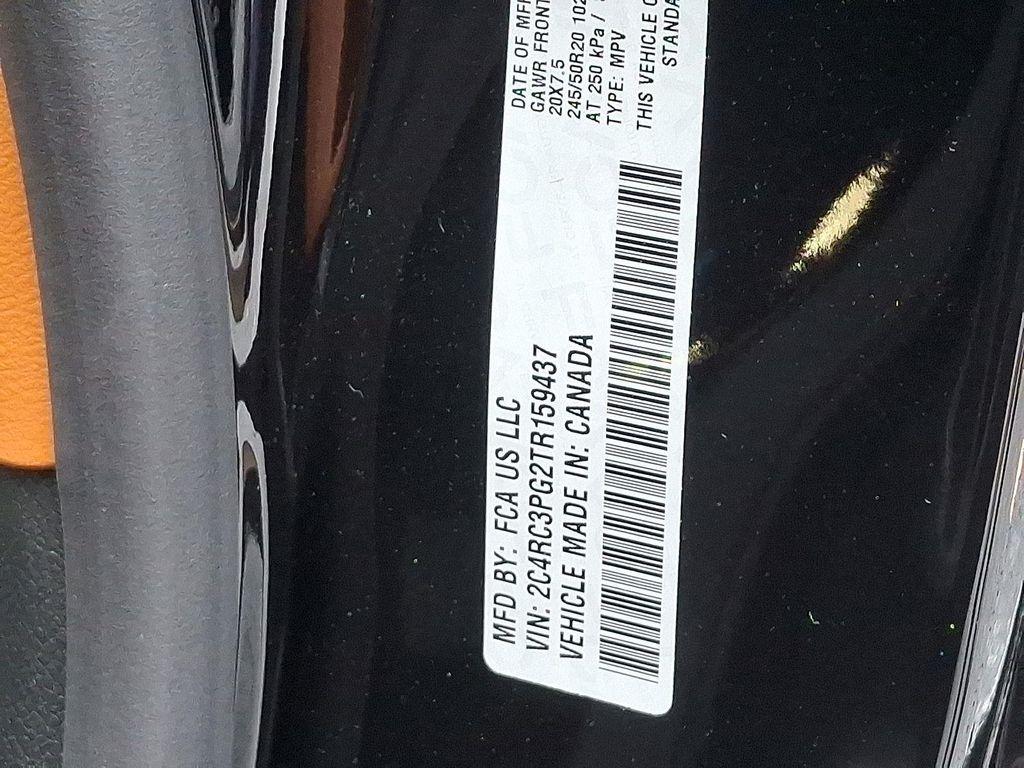 MFD BY: FCA US LLC
VIN: 2C4RC3PG2TR159437
VEHICLE MADE IN: CANADA
DATE OF MFR
GAWR FRONT
20X7.5
245/50R20 102
AT 250 kPa /
TYPE: MPV
THIS VEHICLE